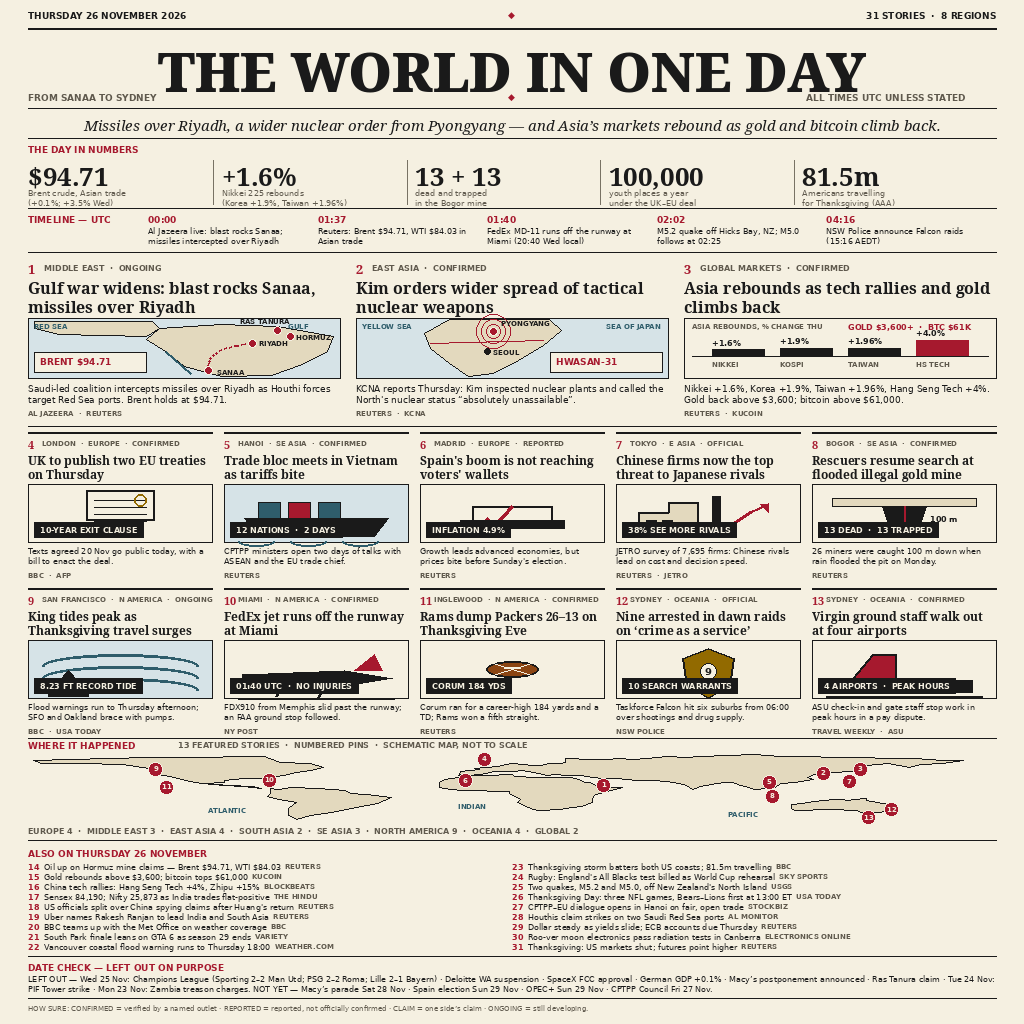 THURSDAY 26 NOVEMBER 2026
31 STORIES · 8 REGIONS
THE WORLD IN ONE DAY
FROM SANAA TO SYDNEY
ALL TIMES UTC UNLESS STATED
Missiles over Riyadh, a wider nuclear order from Pyongyang — and Asia’s markets rebound as gold and bitcoin climb back.
THE DAY IN NUMBERS
$94.71
Brent crude, Asian trade
(+0.1%; +3.5% Wed)
+1.6%
Nikkei 225 rebounds
(Korea +1.9%, Taiwan +1.96%)
13 + 13
dead and trapped
in the Bogor mine
100,000
youth places a year
under the UK–EU deal
81.5m
Americans travelling
for Thanksgiving (AAA)
TIMELINE — UTC
00:00
Al Jazeera live: blast rocks Sanaa;
missiles intercepted over Riyadh
01:37
Reuters: Brent $94.71, WTI $84.03 in
Asian trade
01:40
FedEx MD-11 runs off the runway at
Miami (20:40 Wed local)
02:02
M5.2 quake off Hicks Bay, NZ; M5.0
follows at 02:25
04:16
NSW Police announce Falcon raids
(15:16 AEDT)
1 MIDDLE EAST · ONGOING
Gulf war widens: blast rocks Sanaa,
missiles over Riyadh
RED SEA
RAS TANURA
GULF
HORMUZ
RIYADH
SANAA
BRENT $94.71
Saudi-led coalition intercepts missiles over Riyadh as Houthi forces
target Red Sea ports. Brent holds at $94.71.
AL JAZEERA · REUTERS
2 EAST ASIA · CONFIRMED
Kim orders wider spread of tactical
nuclear weapons
YELLOW SEA
PYONGYANG
SEA OF JAPAN
SEOUL
HWASAN-31
KCNA reports Thursday: Kim inspected nuclear plants and called the
North’s nuclear status “absolutely unassailable”.
REUTERS · KCNA
3 GLOBAL MARKETS · CONFIRMED
Asia rebounds as tech rallies and gold
climbs back
ASIA REBOUNDS, % CHANGE THU
GOLD $3,600+ · BTC $61K
+1.6%
+1.9%
+1.96%
+4.0%
NIKKEI
KOSPI
TAIWAN
HS TECH
Nikkei +1.6%, Korea +1.9%, Taiwan +1.96%, Hang Seng Tech +4%.
Gold back above $3,600; bitcoin above $61,000.
REUTERS · KUCOIN
4 LONDON · EUROPE · CONFIRMED
UK to publish two EU treaties
on Thursday
10-YEAR EXIT CLAUSE
Texts agreed 20 Nov go public today, with a
bill to enact the deal.
BBC · AFP
5 HANOI · SE ASIA · CONFIRMED
Trade bloc meets in Vietnam
as tariffs bite
12 NATIONS · 2 DAYS
CPTPP ministers open two days of talks with
ASEAN and the EU trade chief.
REUTERS
6 MADRID · EUROPE · REPORTED
Spain's boom is not reaching
voters' wallets
INFLATION 4.9%
Growth leads advanced economies, but
prices bite before Sunday’s election.
REUTERS
7 TOKYO · E ASIA · OFFICIAL
Chinese firms now the top
threat to Japanese rivals
38% SEE MORE RIVALS
JETRO survey of 7,695 firms: Chinese rivals
lead on cost and decision speed.
REUTERS · JETRO
8 BOGOR · SE ASIA · CONFIRMED
Rescuers resume search at
flooded illegal gold mine
100 m
13 DEAD · 13 TRAPPED
26 miners were caught 100 m down when
rain flooded the pit on Monday.
REUTERS
9 SAN FRANCISCO · N AMERICA · ONGOING
King tides peak as
Thanksgiving travel surges
8.23 FT RECORD TIDE
Flood warnings run to Thursday afternoon;
SFO and Oakland brace with pumps.
BBC · USA TODAY
10 MIAMI · N AMERICA · CONFIRMED
FedEx jet runs off the runway
at Miami
01:40 UTC · NO INJURIES
FDX910 from Memphis slid past the runway;
an FAA ground stop followed.
NY POST
11 INGLEWOOD · N AMERICA · CONFIRMED
Rams dump Packers 26–13 on
Thanksgiving Eve
CORUM 184 YDS
Corum ran for a career-high 184 yards and a
TD; Rams won a fifth straight.
REUTERS
12 SYDNEY · OCEANIA · OFFICIAL
Nine arrested in dawn raids
on ‘crime as a service’
9
10 SEARCH WARRANTS
Taskforce Falcon hit six suburbs from 06:00
over shootings and drug supply.
NSW POLICE
13 SYDNEY · OCEANIA · CONFIRMED
Virgin ground staff walk out
at four airports
4 AIRPORTS · PEAK HOURS
ASU check-in and gate staff stop work in
peak hours in a pay dispute.
TRAVEL WEEKLY · ASU
WHERE IT HAPPENED
13 FEATURED STORIES · NUMBERED PINS · SCHEMATIC MAP, NOT TO SCALE
4
9
2
3
11
10
6
1
5
7
8
12
13
ATLANTIC
INDIAN
PACIFIC
EUROPE 4 · MIDDLE EAST 3 · EAST ASIA 4 · SOUTH ASIA 2 · SE ASIA 3 · NORTH AMERICA 9 · OCEANIA 4 · GLOBAL 2
ALSO ON THURSDAY 26 NOVEMBER
14 Oil up on Hormuz mine claims — Brent $94.71, WTI $84.03 REUTERS
15 Gold rebounds above $3,600; bitcoin tops $61,000 KUCOIN
16 China tech rallies: Hang Seng Tech +4%, Zhipu +15% BLOCKBEATS
17 Sensex 84,190; Nifty 25,873 as India trades flat-positive THE HINDU
18 US officials split over China spying claims after Huang’s return REUTERS
19 Uber names Rakesh Ranjan to lead India and South Asia REUTERS
20 BBC teams up with the Met Office on weather coverage BBC
21 South Park finale leans on GTA 6 as season 29 ends VARIETY
22 Vancouver coastal flood warning runs to Thursday 18:00 WEATHER.COM
23 Thanksgiving storm batters both US coasts; 81.5m travelling BBC
24 Rugby: England’s All Blacks test billed as World Cup rehearsal SKY SPORTS
25 Two quakes, M5.2 and M5.0, off New Zealand’s North Island USGS
26 Thanksgiving Day: three NFL games, Bears–Lions first at 13:00 ET USA TODAY
27 CPTPP–EU dialogue opens in Hanoi on fair, open trade STOCKBIZ
28 Houthis claim strikes on two Saudi Red Sea ports AL MONITOR
29 Dollar steady as yields slide; ECB accounts due Thursday REUTERS
30 Roo-ver moon electronics pass radiation tests in Canberra ELECTRONICS ONLINE
31 Thanksgiving: US markets shut; futures point higher REUTERS
DATE CHECK — LEFT OUT ON PURPOSE
LEFT OUT — Wed 25 Nov: Champions League (Sporting 2–2 Man Utd; PSG 2–2 Roma; Lille 2–1 Bayern) · Deloitte WA suspension · SpaceX FCC approval · German GDP +0.1% · Macy’s postponement announced · Ras Tanura claim · Tue 24 Nov:
PIF Tower strike · Mon 23 Nov: Zambia treason charges. NOT YET — Macy’s parade Sat 28 Nov · Spain election Sun 29 Nov · OPEC+ Sun 29 Nov · CPTPP Council Fri 27 Nov.
HOW SURE: CONFIRMED = verified by a named outlet · REPORTED = reported, not officially confirmed · CLAIM = one side’s claim · ONGOING = still developing.